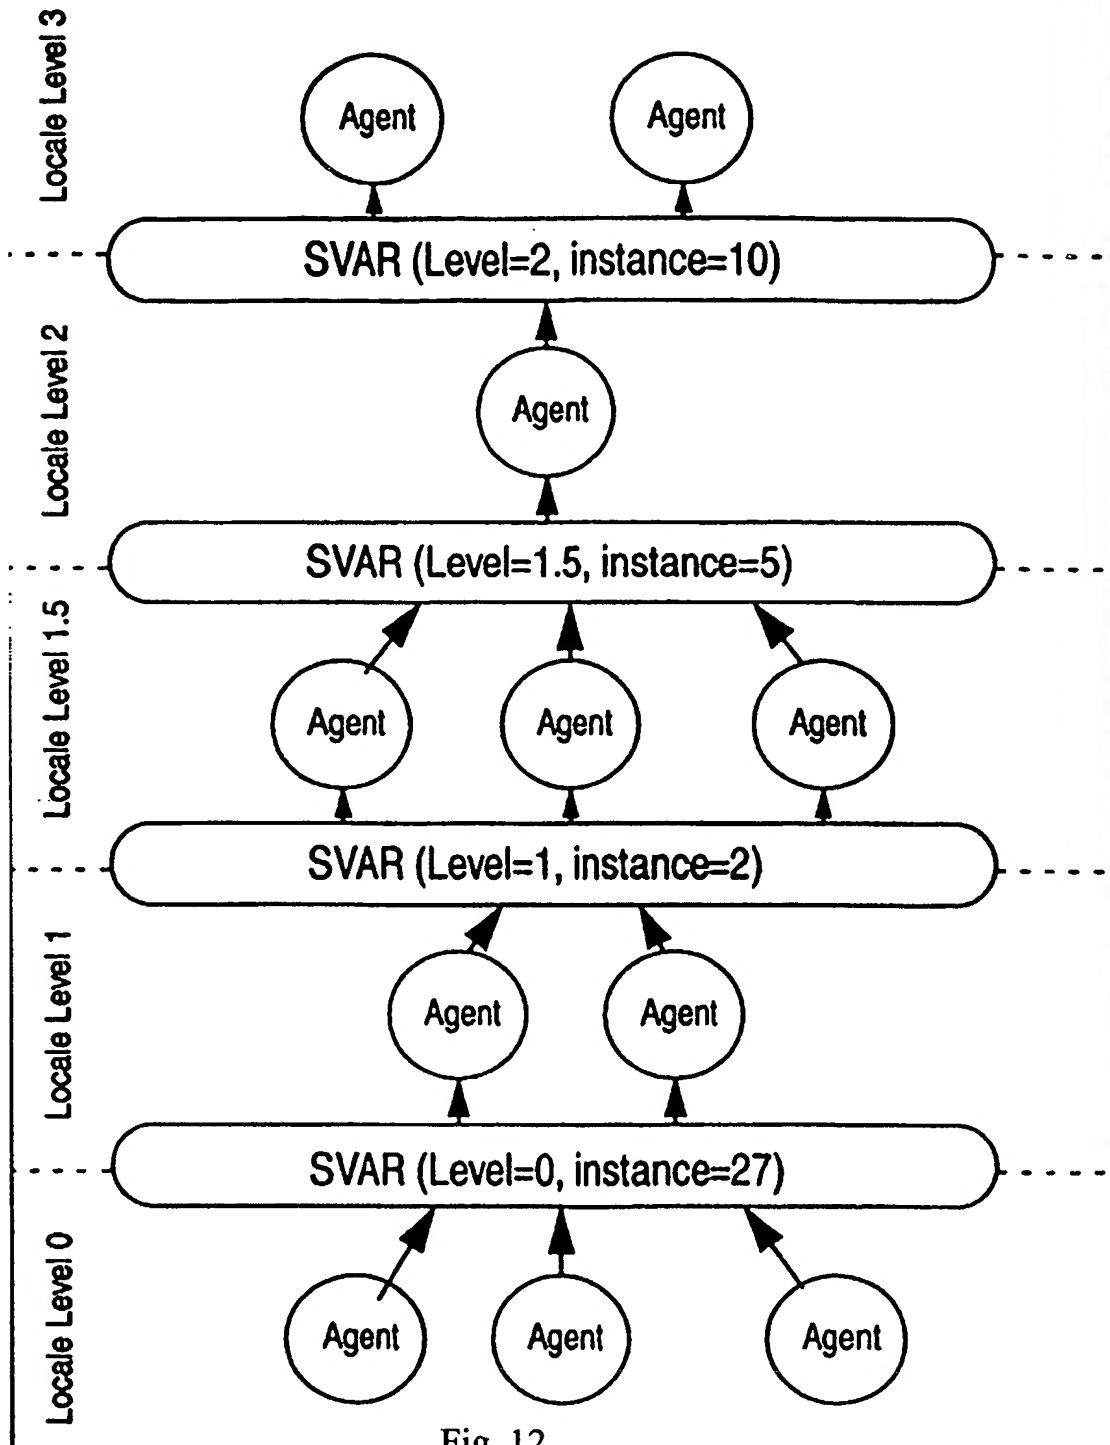 Locale Level 3
Agent
Agent
SVAR (Level=2, instance=10)
Locale Level 2
Agent
SVAR (Level=1.5, instance=5)
Locale Level 1.5
Agent
Agent
Agent
SVAR (Level=1, instance=2)
Locale Level 1
Agent
Agent
SVAR (Level=0, instance=27)
Locale Level 0
Agent
Agent
Agent
Fig. 12